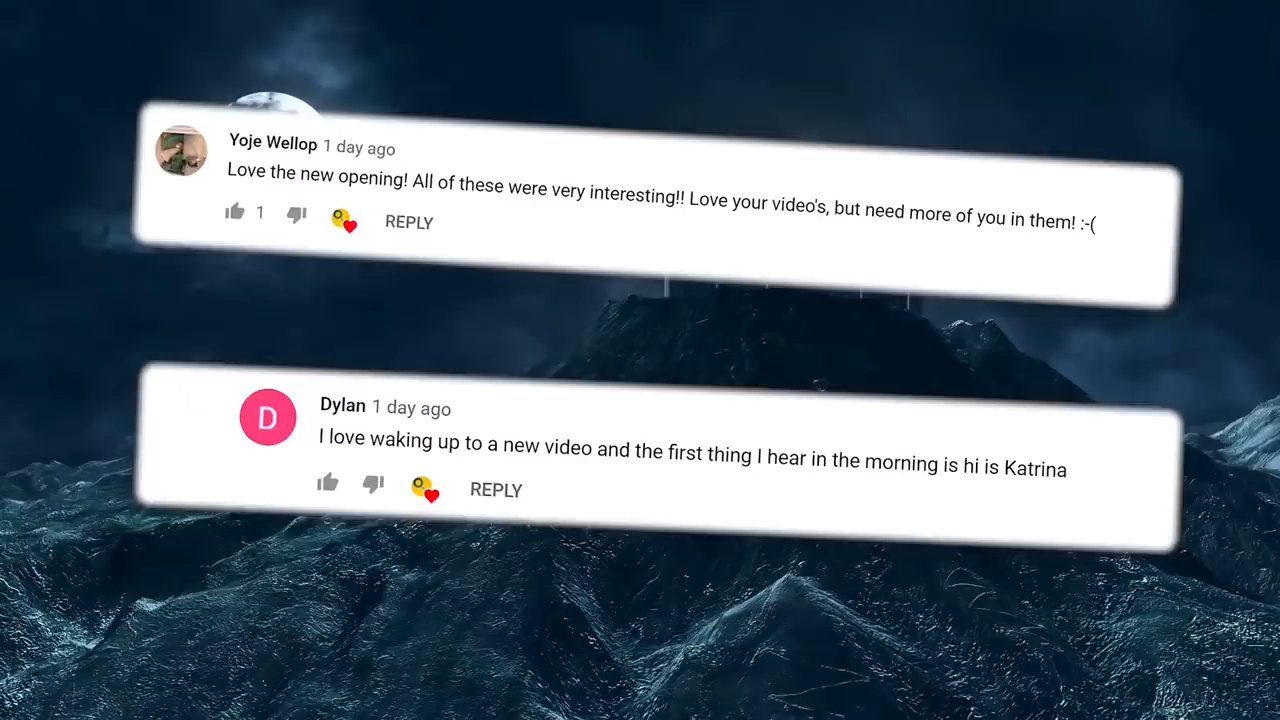 Yoje Wellop 1 day ago
Love the new opening! All of these were very interesting!! Love your video's, but need more of you in them! :-(
1 REPLY
D
Dylan 1 day ago
I love waking up to a new video and the first thing I hear in the morning is hi is Katrina
REPLY